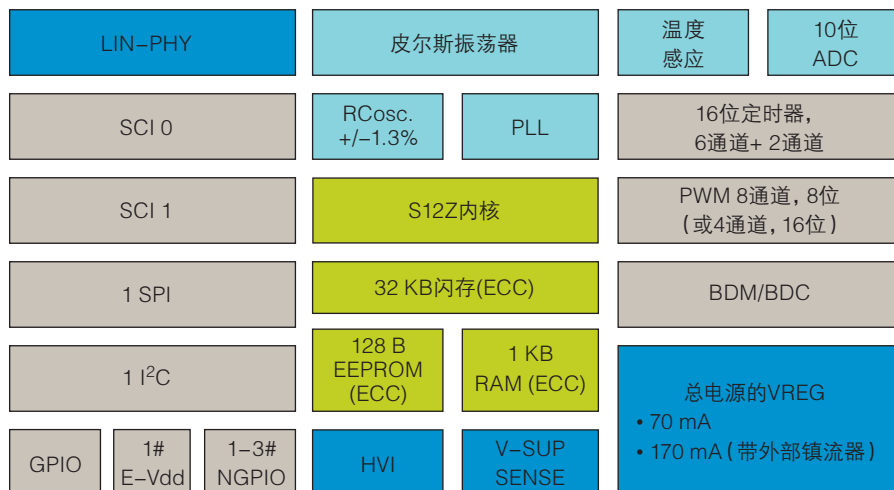 LIN-PHY
皮尔斯振荡器
温度
感应
10位
ADC
SCI 0
RCosc.
+/-1.3%
PLL
16位定时器，
6通道+ 2通道
SCI 1
S12Z内核
PWM 8通道，8位
（或4通道，16位）
1 SPI
32 KB闪存(ECC)
BDM/BDC
1 I²C
128 B
EEPROM
(ECC)
1 KB
RAM (ECC)
总电源的VREG
• 70 mA
• 170 mA（带外部镇流器）
GPIO
1#
E-Vdd
1-3#
NGPIO
HVI
V-SUP
SENSE